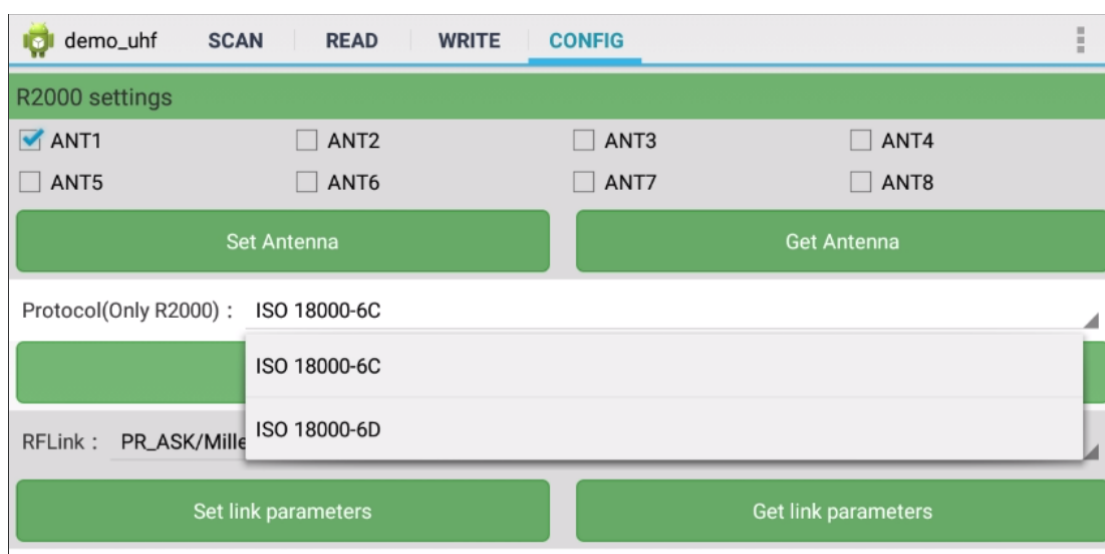 demo_uhf SCAN READ WRITE CONFIG
R2000 settings
ANT1 ANT2 ANT3 ANT4
ANT5 ANT6 ANT7 ANT8
Set Antenna Get Antenna
Protocol(Only R2000) : ISO 18000-6C
ISO 18000-6C
ISO 18000-6D
RFLink : PR_ASK/Mille
Set link parameters Get link parameters